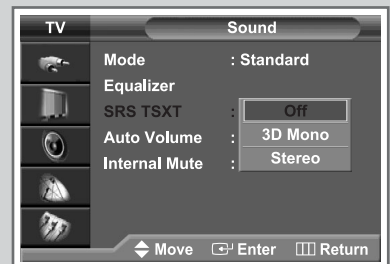 TV Sound
Mode : Standard
Equalizer
SRS TSXT : Off
Auto Volume : 3D Mono
Internal Mute : Stereo
Move Enter Return